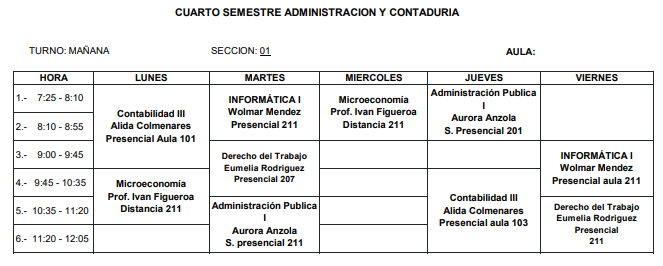 CUARTO SEMESTRE ADMINISTRACION Y CONTADURIA
TURNO: MAÑANA SECCION: 01 AULA:
HORA LUNES MARTES MIERCOLES JUEVES VIERNES
1.- 7:25 - 8:10
2.- 8:10 - 8:55
3.- 9:00 - 9:45
4.- 9:45 - 10:35
5.- 10:35 - 11:20
6.- 11:20 - 12:05
Contabilidad III
Alida Colmenares
Presencial Aula 101
Microeconomía
Prof. Ivan Figueroa
Distancia 211
INFORMÁTICA I
Wolmar Mendez
Presencial 211
Derecho del Trabajo
Eumelia Rodriguez
Presencial 207
Administración Publica
I
Aurora Anzola
S. presencial 211
Microeconomía
Prof. Ivan Figueroa
Distancia 211
Administración Publica
I
Aurora Anzola
S. Presencial 201
Contabilidad III
Alida Colmenares
Presencial aula 103
INFORMÁTICA I
Wolmar Mendez
Presencial aula 211
Derecho del Trabajo
Eumelia Rodriguez
Presencial
211